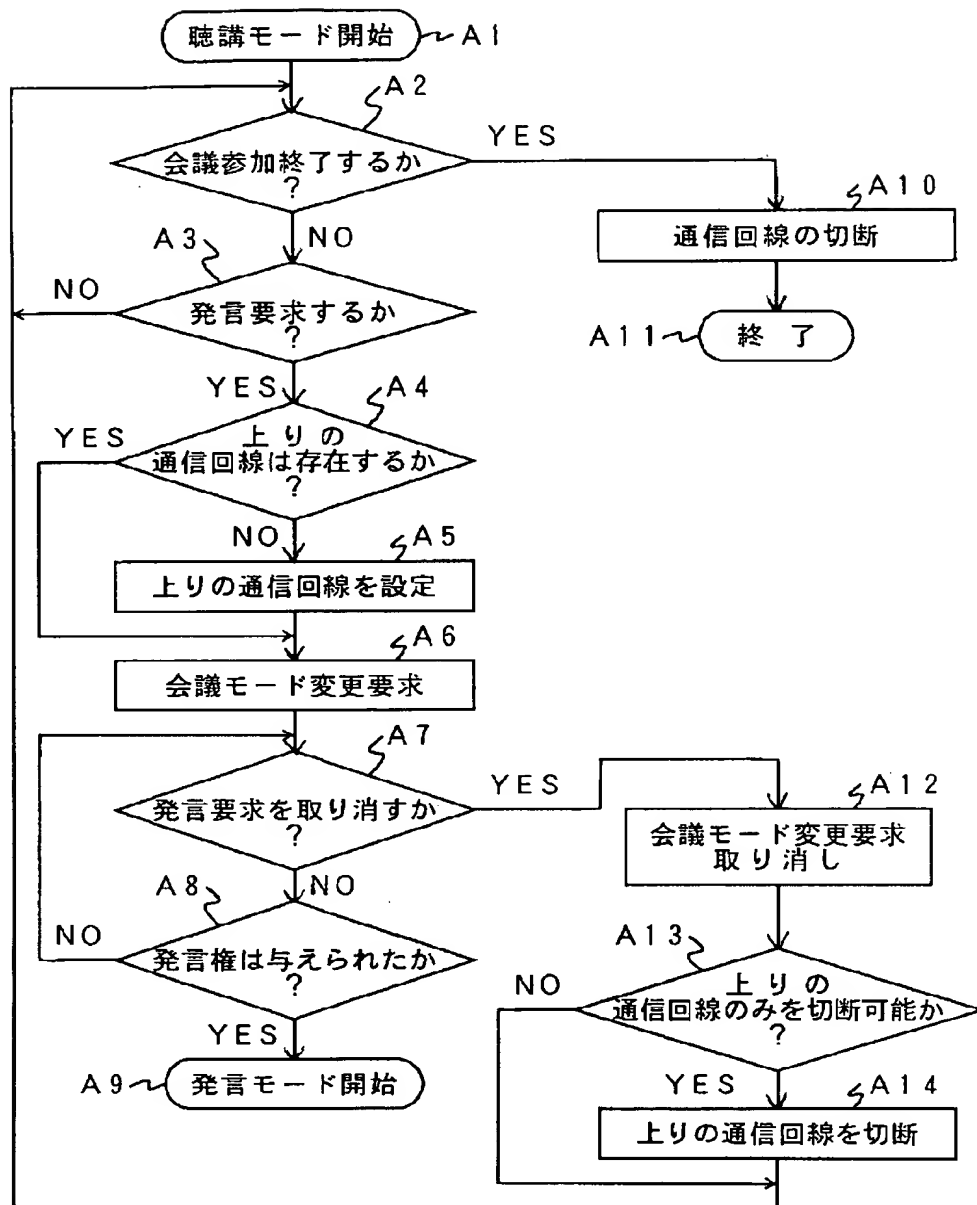 聴講モード開始 A1
A2
会議参加終了するか
?
YES
NO
A10
通信回線の切断
A11 終 了
A3
発言要求するか
?
NO
YES
A4
上りの
通信回線は存在するか
?
YES
NO
A5
上りの通信回線を設定
A6
会議モード変更要求
A7
発言要求を取り消すか
?
YES
NO
A8
発言権は与えられたか
?
NO
YES
A9 発言モード開始
A12
会議モード変更要求
取り消し
A13
上りの
通信回線のみを切断可能か
?
NO
YES
A14
上りの通信回線を切断